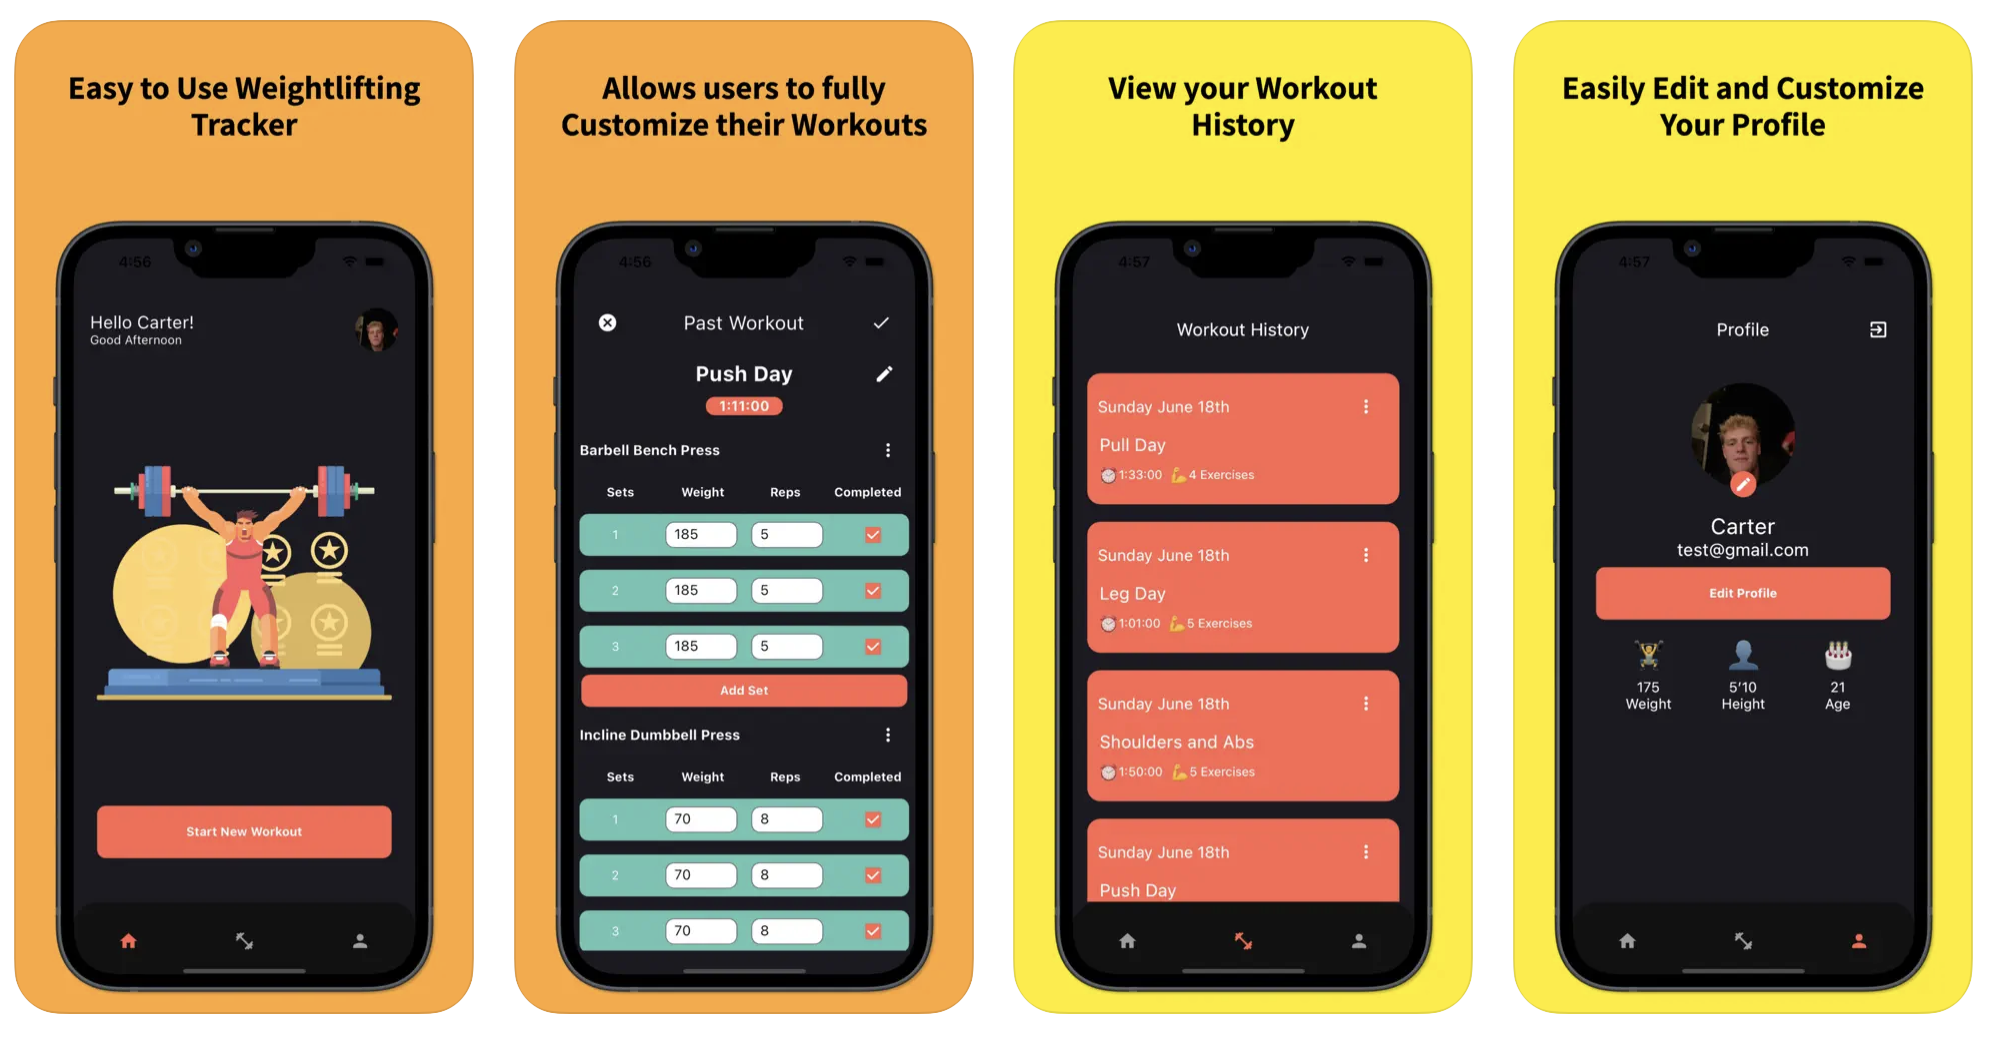 Easy to Use Weightlifting
Tracker
4:56
Hello Carter!
Good Afternoon
Start New Workout
Allows users to fully
Customize their Workouts
4:56
Past Workout
Push Day
1:11:00
Barbell Bench Press
Sets Weight Reps Completed
1 185 5
2 185 5
3 185 5
Add Set
Incline Dumbbell Press
Sets Weight Reps Completed
1 70 8
2 70 8
3 70 8
View your Workout
History
4:57
Workout History
Sunday June 18th
Pull Day
1:33:00 4 Exercises
Sunday June 18th
Leg Day
1:01:00 5 Exercises
Sunday June 18th
Shoulders and Abs
1:50:00 5 Exercises
Sunday June 18th
Push Day
Easily Edit and Customize
Your Profile
4:57
Profile
Carter
test@gmail.com
Edit Profile
175 5'10 21
Weight Height Age